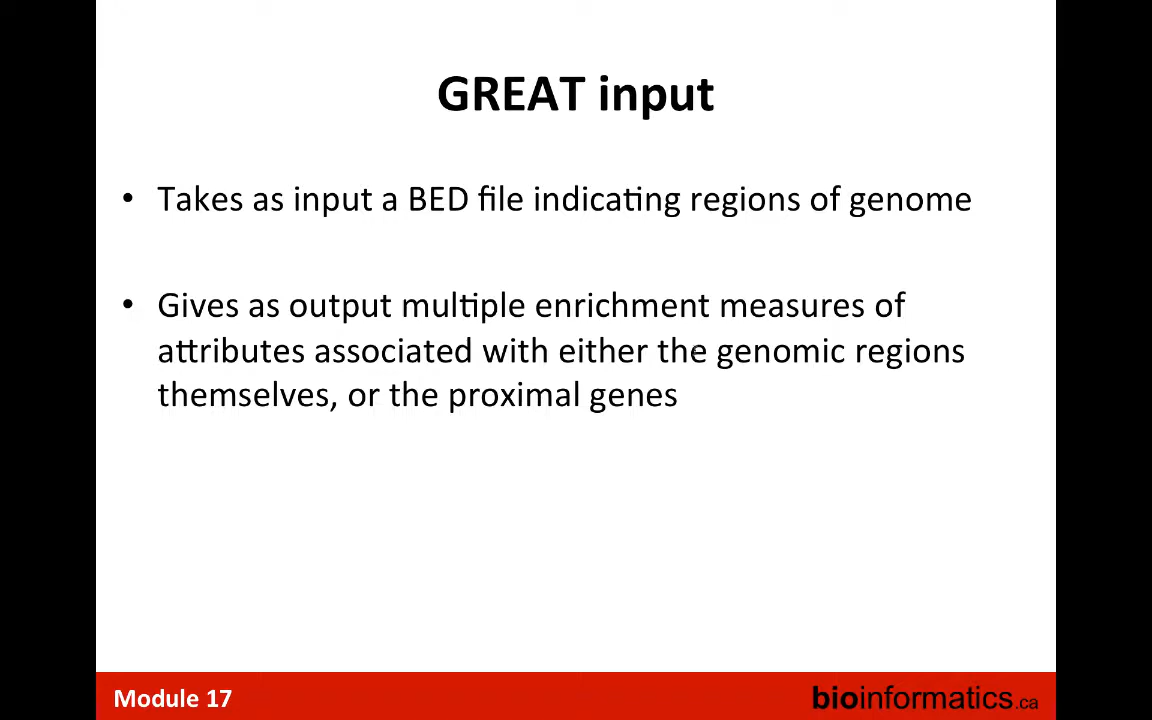 GREAT input
• Takes as input a BED file indicating regions of genome
• Gives as output multiple enrichment measures of
attributes associated with either the genomic regions
themselves, or the proximal genes
Module 17
bioinformatics.ca